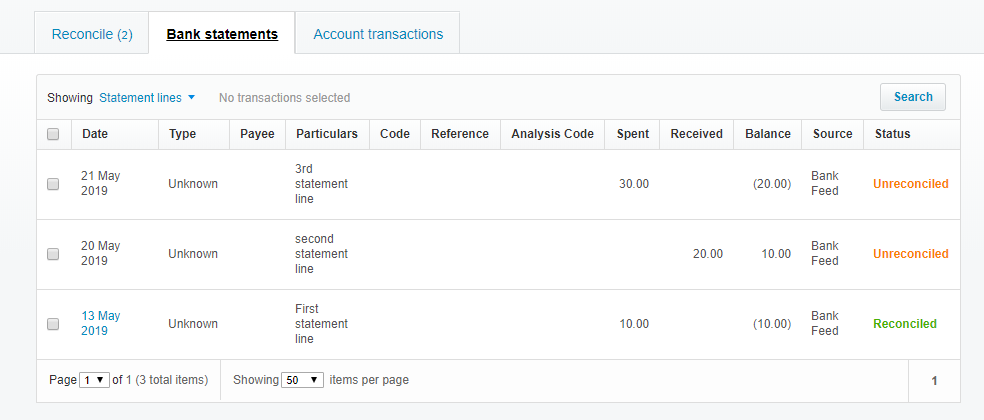 Reconcile (2) Bank statements Account transactions
Showing Statement lines No transactions selected Search
Date Type Payee Particulars Code Reference Analysis Code Spent Received Balance Source Status
21 May 2019 Unknown 3rd statement line 30.00 (20.00) Bank Feed Unreconciled
20 May 2019 Unknown second statement line 20.00 10.00 Bank Feed Unreconciled
13 May 2019 Unknown First statement line 10.00 (10.00) Bank Feed Reconciled
Page 1 of 1 (3 total items) Showing 50 items per page 1